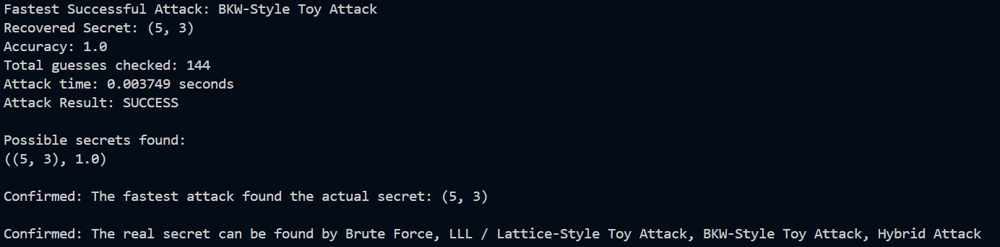 Fastest Successful Attack: BKW-Style Toy Attack
Recovered Secret: (5, 3)
Accuracy: 1.0
Total guesses checked: 144
Attack time: 0.003749 seconds
Attack Result: SUCCESS
Possible secrets found:
((5, 3), 1.0)
Confirmed: The fastest attack found the actual secret: (5, 3)
Confirmed: The real secret can be found by Brute Force, LLL / Lattice-Style Toy Attack, BKW-Style Toy Attack, Hybrid Attack